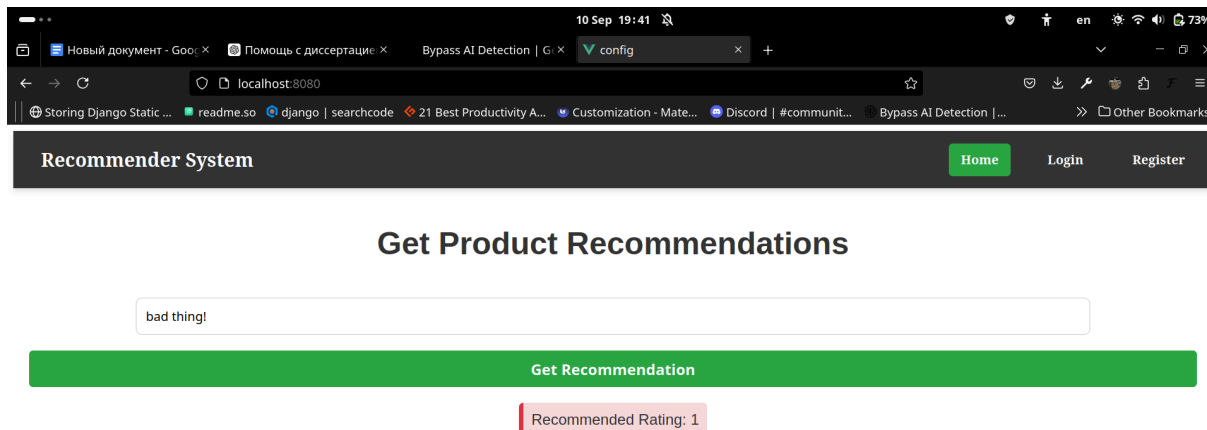 10 Sep 19:41
en
73%
Новый документ - Goog
Помощь с диссертацие
Bypass AI Detection | G
config
localhost:8080
Storing Django Static ...
readme.so
django | searchcode
21 Best Productivity A...
Customization - Mate...
Discord | #communit...
Bypass AI Detection |...
Other Bookmarks
Recommender System
Home
Login
Register
Get Product Recommendations
bad thing!
Get Recommendation
Recommended Rating: 1